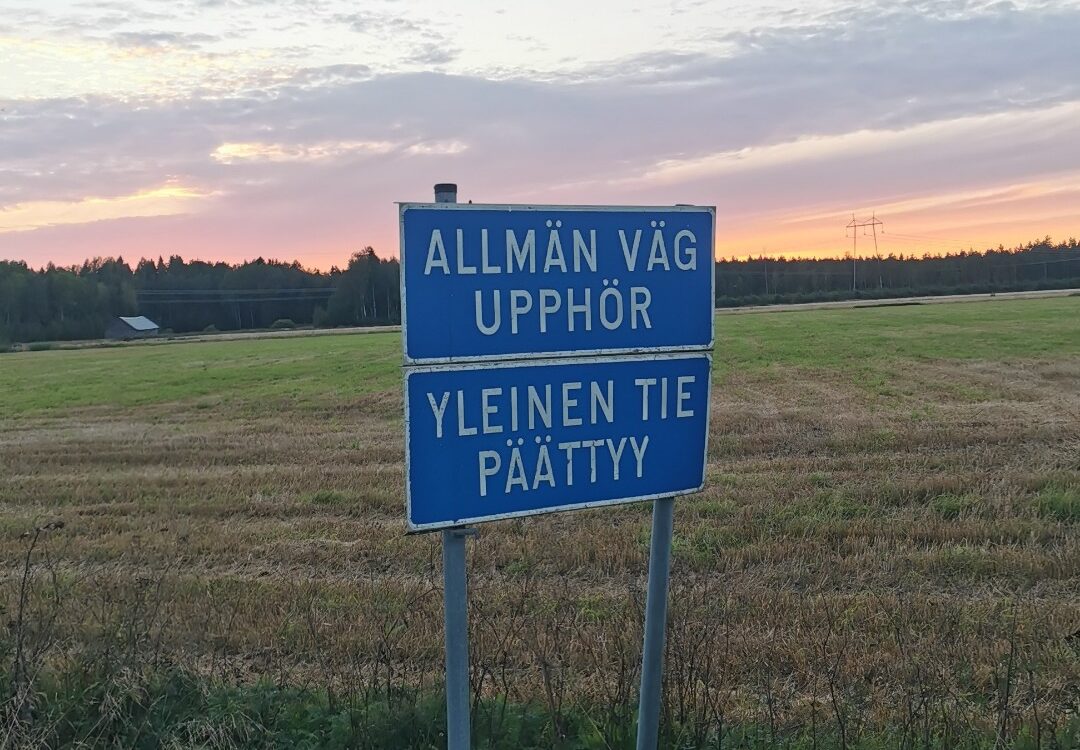 ALLMÄN VÄG
UPPHÖR
YLEINEN TIE
PÄÄTTYY